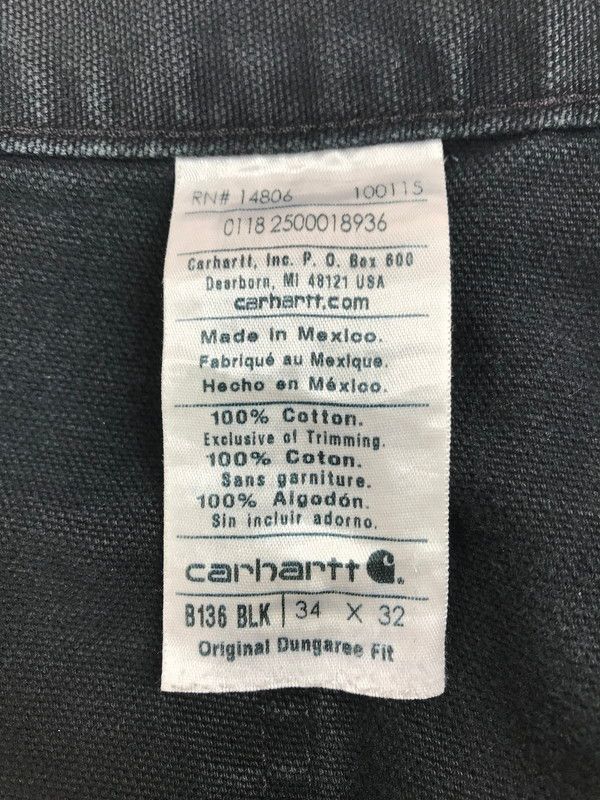 RN# 14806 100115
0118 2500018936
Carhartt, Inc. P. O. Box 600
Dearborn, MI 48121 USA
carhartt.com
Made in Mexico.
Fabriqué au Mexique.
Hecho en México.
100% Cotton.
Exclusive of Trimming.
100% Coton.
Sans garniture.
100% Algodón.
Sin incluir adorno.
carhartt
B136 BLK | 34 X 32
Original Dungaree Fit